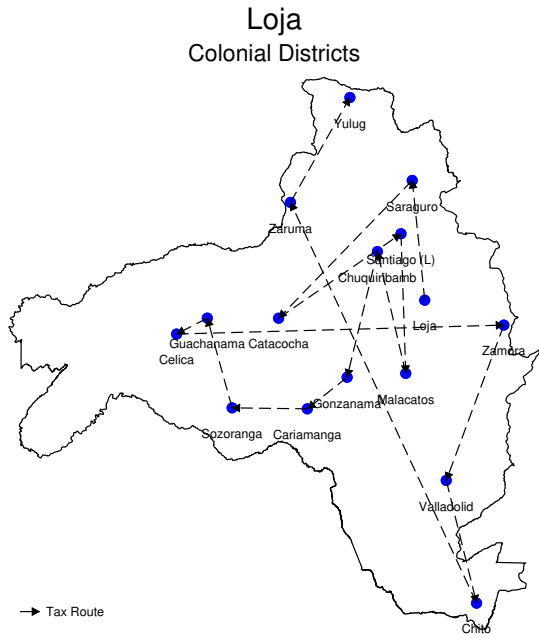 Loja
Colonial Districts
Yulug
Saraguro
Zaruma
Santiago (L)
Chuquiribamb
Loja
Guachanama
Catacocha
Zamora
Celica
Gonzanama
Malacatos
Sozoranga
Cariamanga
Valladolid
Chito
Tax Route